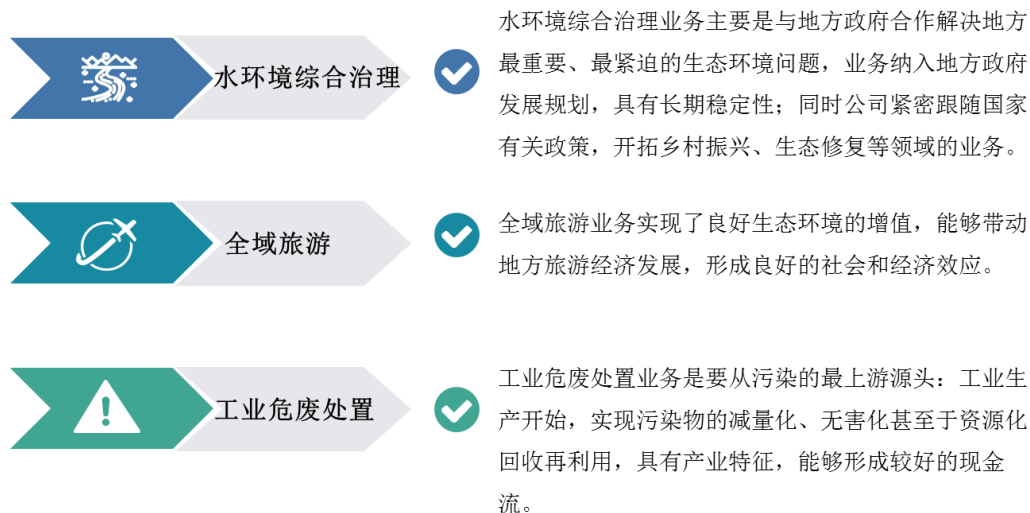 水环境综合治理
水环境综合治理业务主要是与地方政府合作解决地方
最重要、最紧迫的生态环境问题，业务纳入地方政府
发展规划，具有长期稳定性；同时公司紧密跟随国家
有关政策，开拓乡村振兴、生态修复等领域的业务。
全域旅游
全域旅游业务实现了良好生态环境的增值，能够带动
地方旅游经济发展，形成良好的社会和经济效应。
工业危废处置
工业危废处置业务是要从污染的最上游源头：工业生
产开始，实现污染物的减量化、无害化甚至于资源化
回收再利用，具有产业特征，能够形成较好的现金
流。